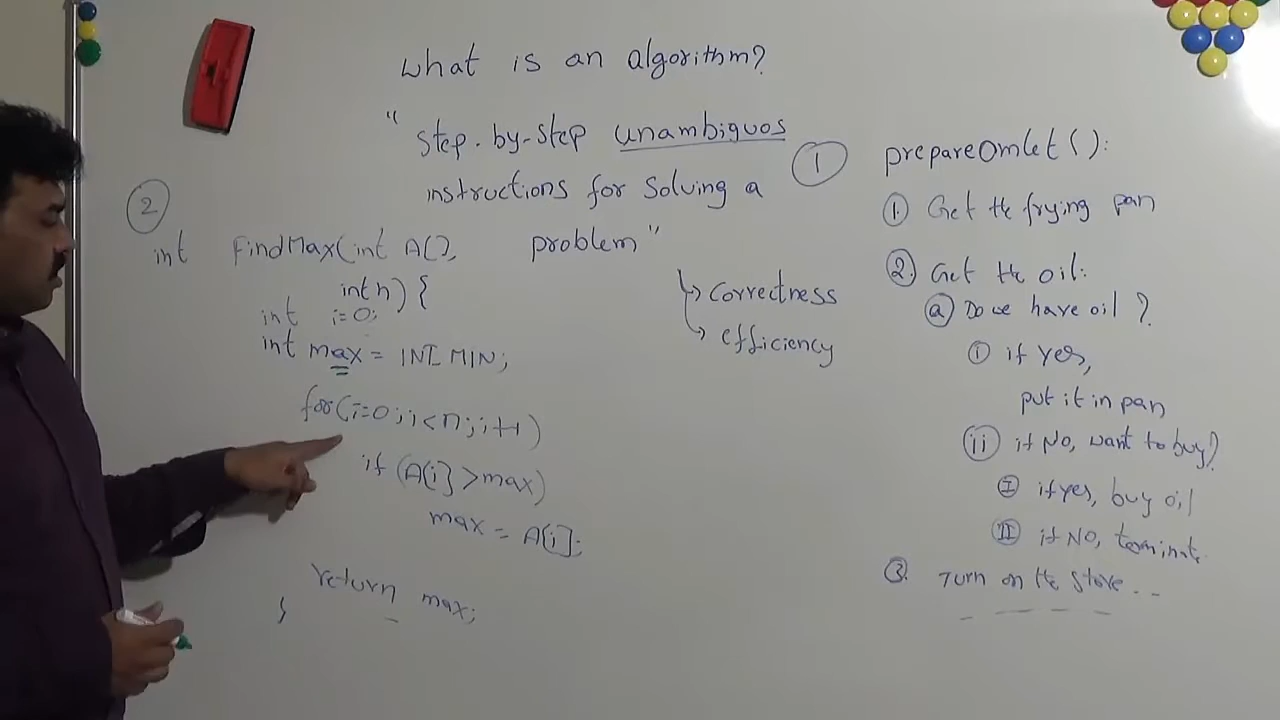 What is an algorithm?
"step-by-step unambiquos
instructions for solving a
problem"
→ correctness
→ efficiency
①
prepareOmlet():
① Get the frying pan
② Get the oil:
ⓐ Do we have oil?
ⓘ if yes,
put it in pan
ⓘⓘ if No, want to buy?
Ⓘ if yes, buy oil
ⒾⒾ if No, terminate.
③ Turn on the stove...
②
int FindMax(int A[],
int n) {
int i=0;
int max = INT MIN;
for(i=0;i<n;i++)
if (A[i] > max)
max = A[i];
return max;
}